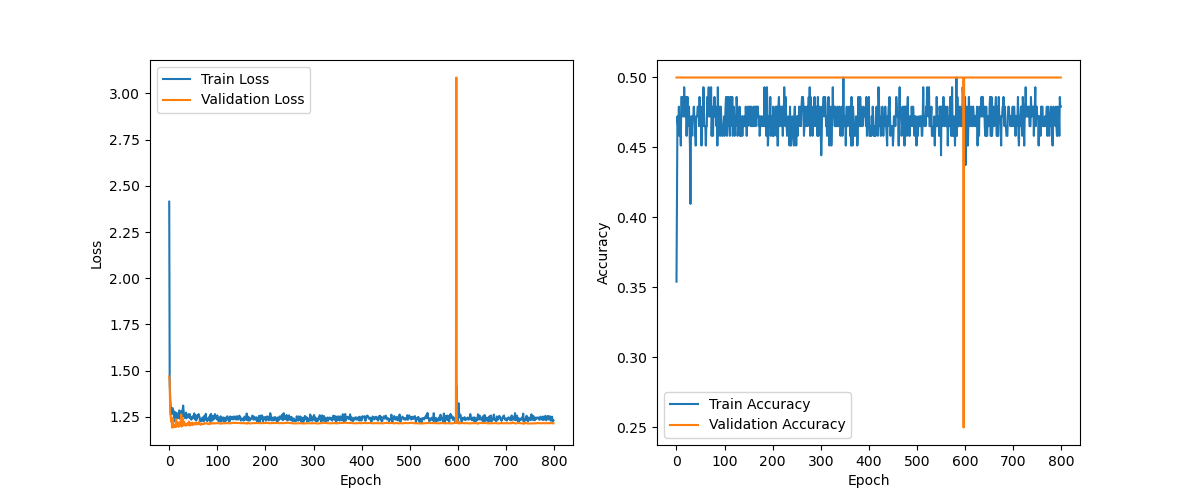 Train Loss
Validation Loss
3.00
2.75
2.50
2.25
2.00
1.75
1.50
1.25
Loss
0 100 200 300 400 500 600 700 800
Epoch
0.50
0.45
0.40
0.35
0.30
0.25
Accuracy
Train Accuracy
Validation Accuracy
0 100 200 300 400 500 600 700 800
Epoch